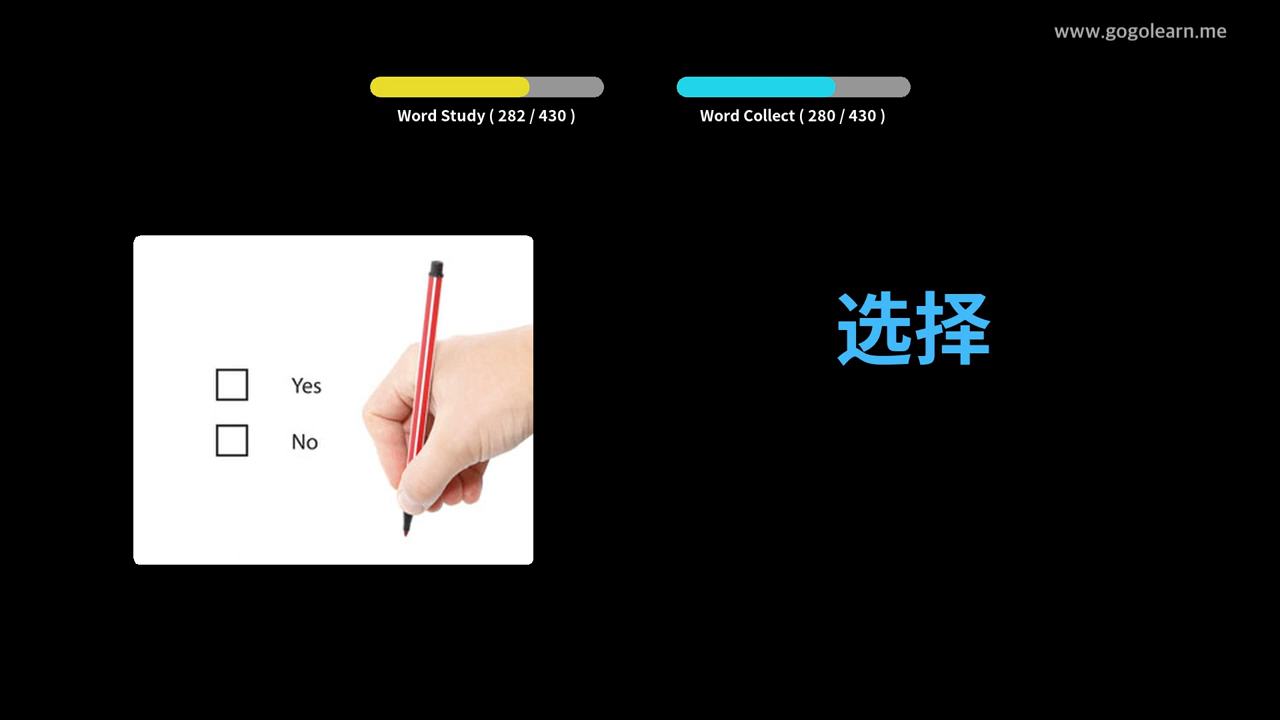 www.gogolearn.me
Word Study ( 282 / 430 )
Word Collect ( 280 / 430 )
选择
Yes
No